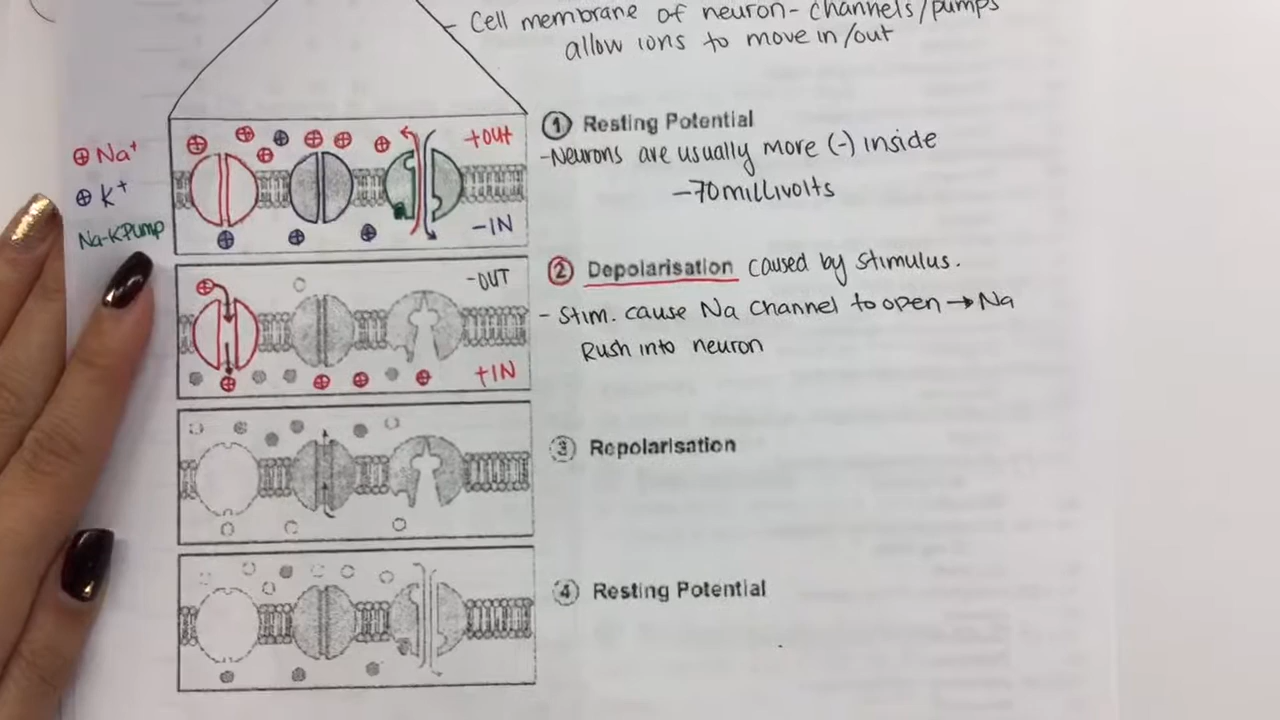 - Cell membrane of neuron - channels/pumps
allow ions to move in/out
① Resting Potential
-Neurons are usually more (-) inside
-70 millivolts
+OUT
⊕ Na⁺
⊕ K⁺
Na-K Pump
-IN
② Depolarisation caused by stimulus.
-OUT
- Stim. cause Na channel to open → Na
Rush into neuron
+IN
③ Repolarisation
④ Resting Potential